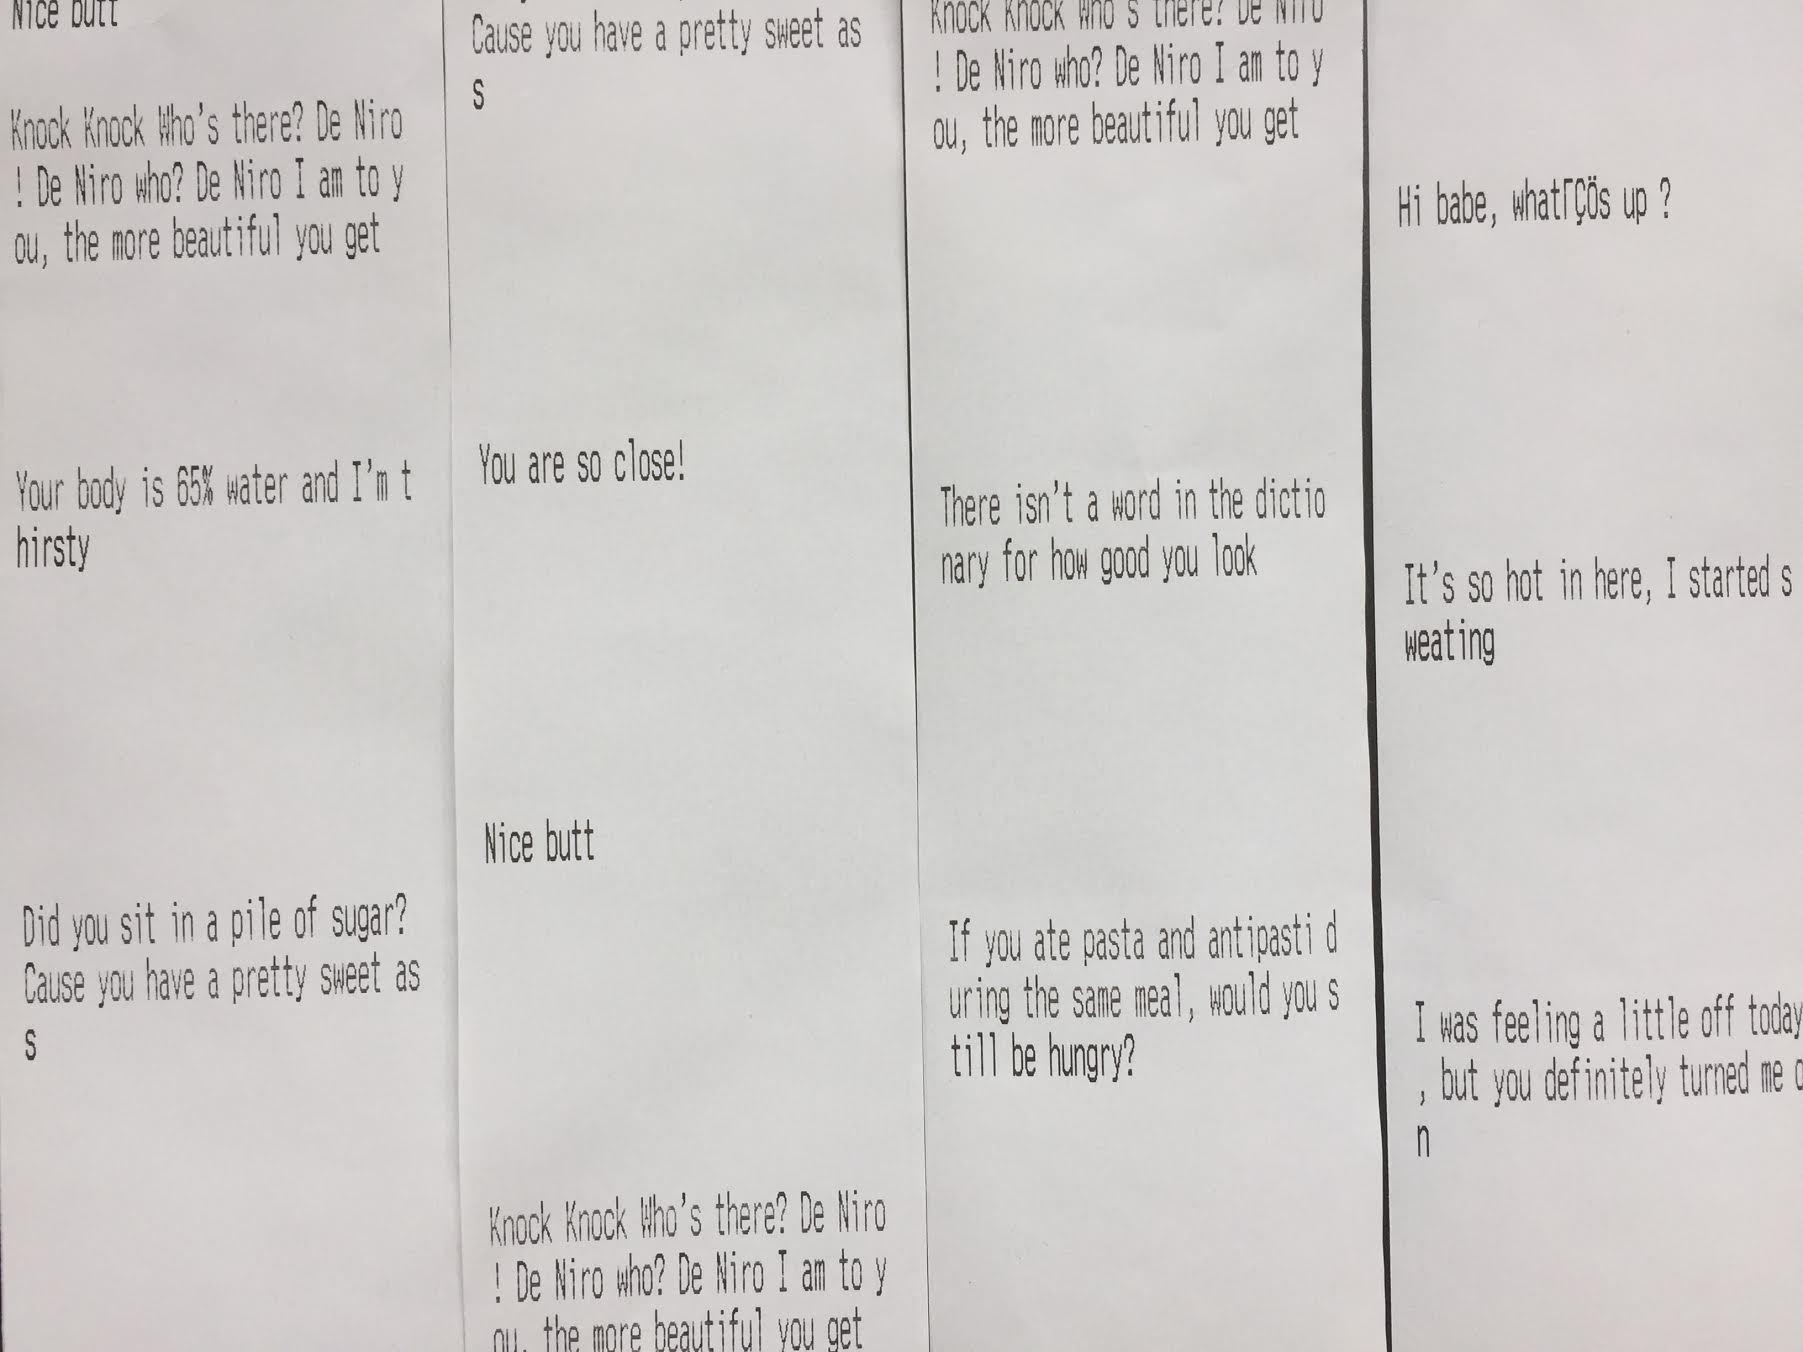 Nice butt
Knock Knock Who's there? De Niro
! De Niro who? De Niro I am to y
ou, the more beautiful you get
Your body is 65% water and I'm t
hirsty
Did you sit in a pile of sugar?
Cause you have a pretty sweet as
s
Cause you have a pretty sweet as
s
You are so close!
Nice butt
Knock Knock Who's there? De Niro
! De Niro who? De Niro I am to y
ou, the more beautiful you get
Knock Knock Who's there? De Niro
! De Niro who? De Niro I am to y
ou, the more beautiful you get
There isn't a word in the dictio
nary for how good you look
If you ate pasta and antipasti d
uring the same meal, would you s
till be hungry?
Hi babe, whatΓÇÖs up ?
It's so hot in here, I started s
weating
I was feeling a little off today
, but you definitely turned me o
n